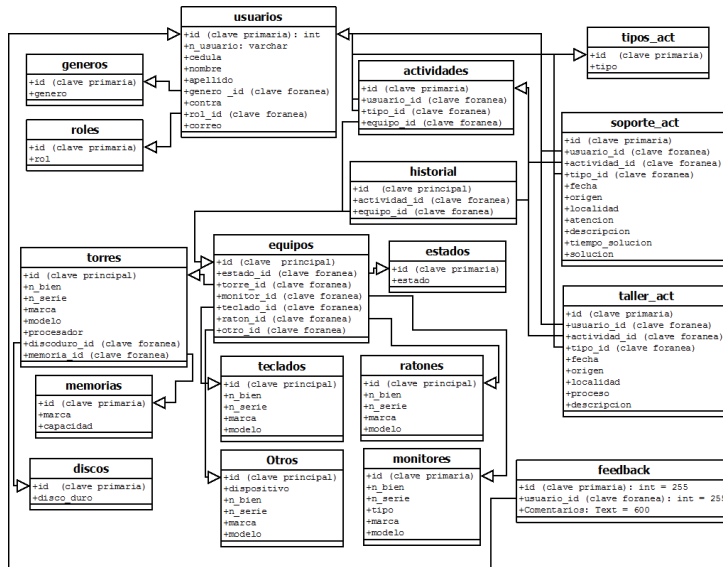 usuarios
+id (clave primaria): int
+n_usuario: varchar
+cedula
+nombre
+apellido
+genero _id (clave foranea)
+contra
+rol_id (clave foranea)
+correo
generos
+id (clave primaria)
+genero
roles
+id (clave primaria)
+rol
actividades
+id (clave primaria)
+usuario_id (clave foranea)
+tipo_id (clave foranea)
+equipo_id (clave foranea)
tipos_act
+id (clave primaria)
+tipo
soporte_act
+id (clave primaria)
+usuario_id (clave foranea)
+actividad_id (clave foranea)
+tipo_id (clave foranea)
+fecha
+origen
+localidad
+atencion
+descripcion
+tiempo_solucion
+solucion
historial
+id (clave principal)
+actividad_id (clave foranea)
+equipo_id (clave foranea)
equipos
+id (clave principal)
+estado_id (clave foranea)
+torre_id (clave foranea)
+monitor_id (clave foranea)
+teclado_id (clave foranea)
+raton_id (clave foranea)
+otro_id (clave foranea)
estados
+id (clave primaria)
+estado
torres
+id (clave principal)
+n_bien
+n_serie
+marca
+modelo
+procesador
+discoduro_id (clave foranea)
+memoria_id (clave foranea)
taller_act
+id (clave primaria)
+usuario_id (clave foranea)
+actividad_id (clave foranea)
+tipo_id (clave foranea)
+fecha
+origen
+localidad
+proceso
+descripcion
memorias
+id (clave primaria)
+marca
+capacidad
teclados
+id (clave principal)
+n_bien
+n_serie
+marca
+modelo
ratones
+id (clave principal)
+n_bien
+n_serie
+marca
+modelo
discos
+id (clave primaria)
+disco_duro
Otros
+id (clave principal)
+dispositivo
+n_bien
+n_serie
+marca
+modelo
monitores
+id (clave primaria)
+n_bien
+n_serie
+tipo
+marca
+modelo
feedback
+id (clave primaria): int = 255
+usuario_id (clave foranea): int = 255
+Comentarios: Text = 600